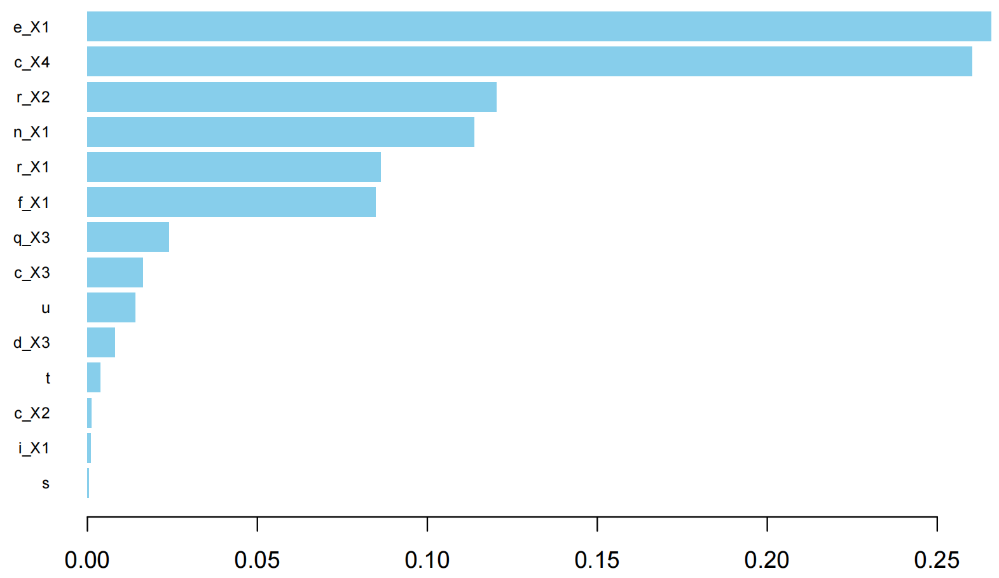 e_X1
c_X4
r_X2
n_X1
r_X1
f_X1
q_X3
c_X3
u
d_X3
t
c_X2
i_X1
s
0.00 0.05 0.10 0.15 0.20 0.25